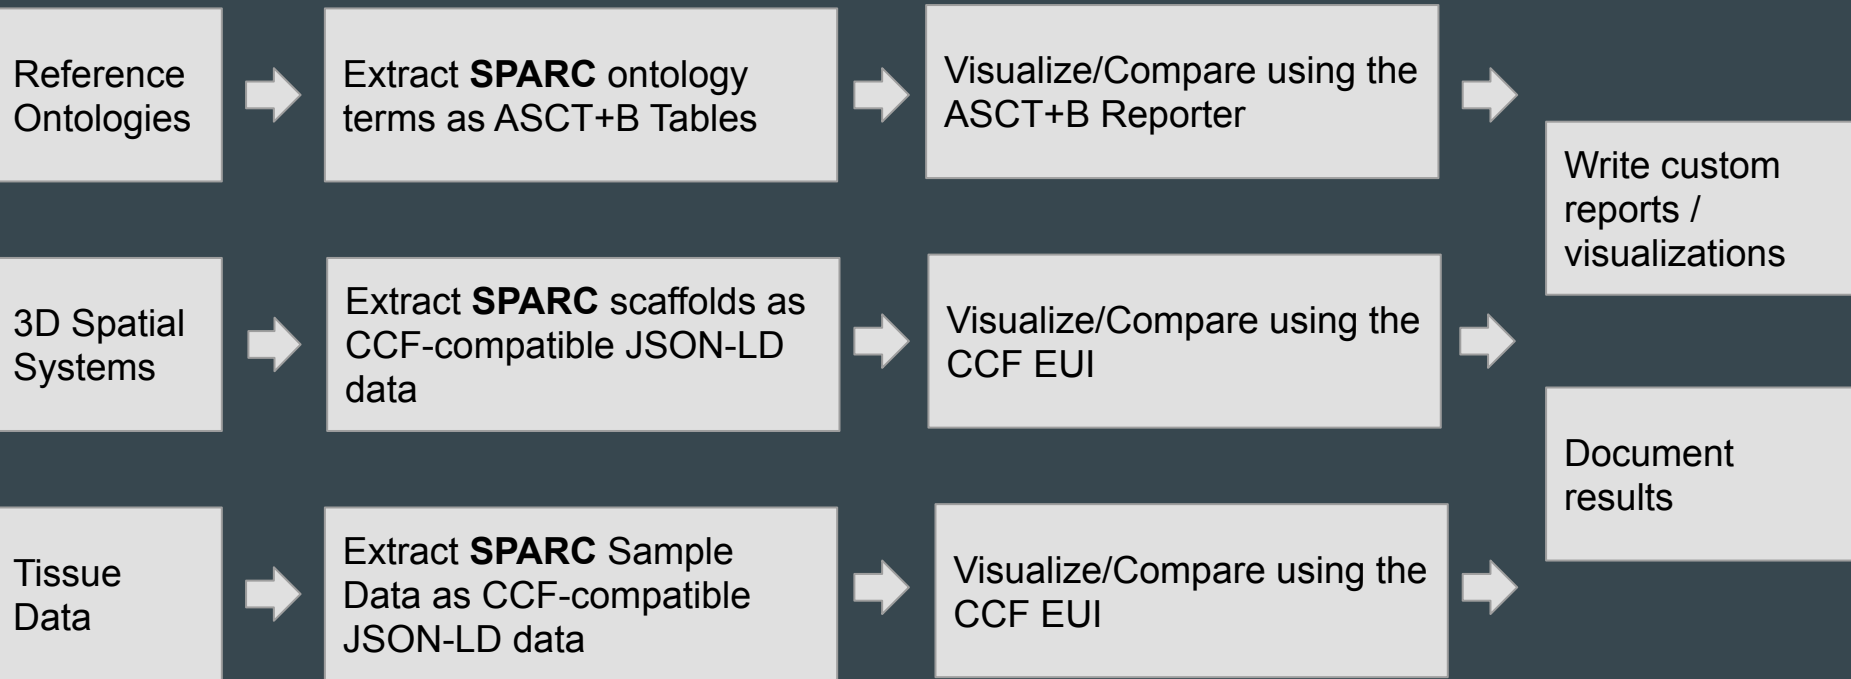 Reference
Ontologies
Extract SPARC ontology
terms as ASCT+B Tables
Visualize/Compare using the
ASCT+B Reporter
3D Spatial
Systems
Extract SPARC scaffolds as
CCF-compatible JSON-LD
data
Visualize/Compare using the
CCF EUI
Tissue
Data
Extract SPARC Sample
Data as CCF-compatible
JSON-LD data
Visualize/Compare using the
CCF EUI
Write custom
reports /
visualizations
Document
results